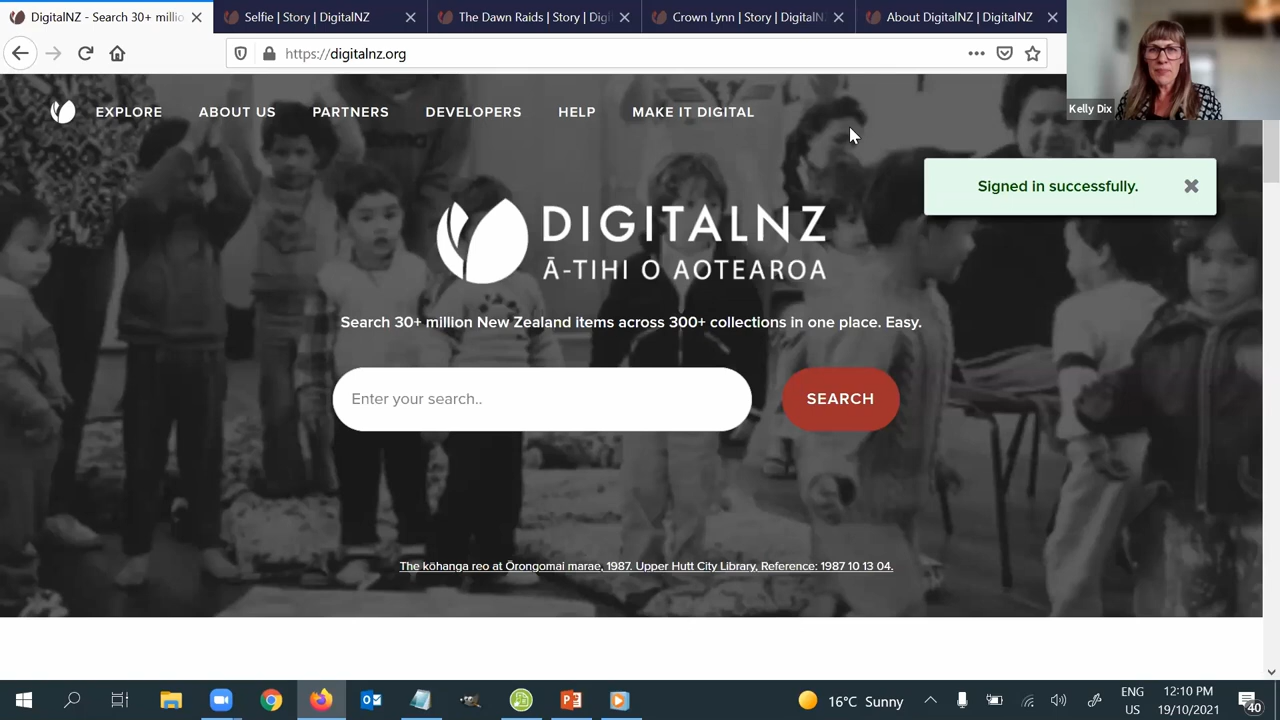 DigitalNZ - Search 30+ millio
Selfie | Story | DigitalNZ
The Dawn Raids | Story | Digi
Crown Lynn | Story | DigitalN
About DigitalNZ | DigitalNZ
https://digitalnz.org
Kelly Dix
EXPLORE ABOUT US PARTNERS DEVELOPERS HELP MAKE IT DIGITAL
Signed in successfully.
DIGITALNZ
Ā-TIHI O AOTEAROA
Search 30+ million New Zealand items across 300+ collections in one place. Easy.
Enter your search..
SEARCH
The kōhanga reo at Ōrongomai marae, 1987. Upper Hutt City Library, Reference: 1987 10 13 04.
16°C Sunny
ENG
US
12:10 PM
19/10/2021
40